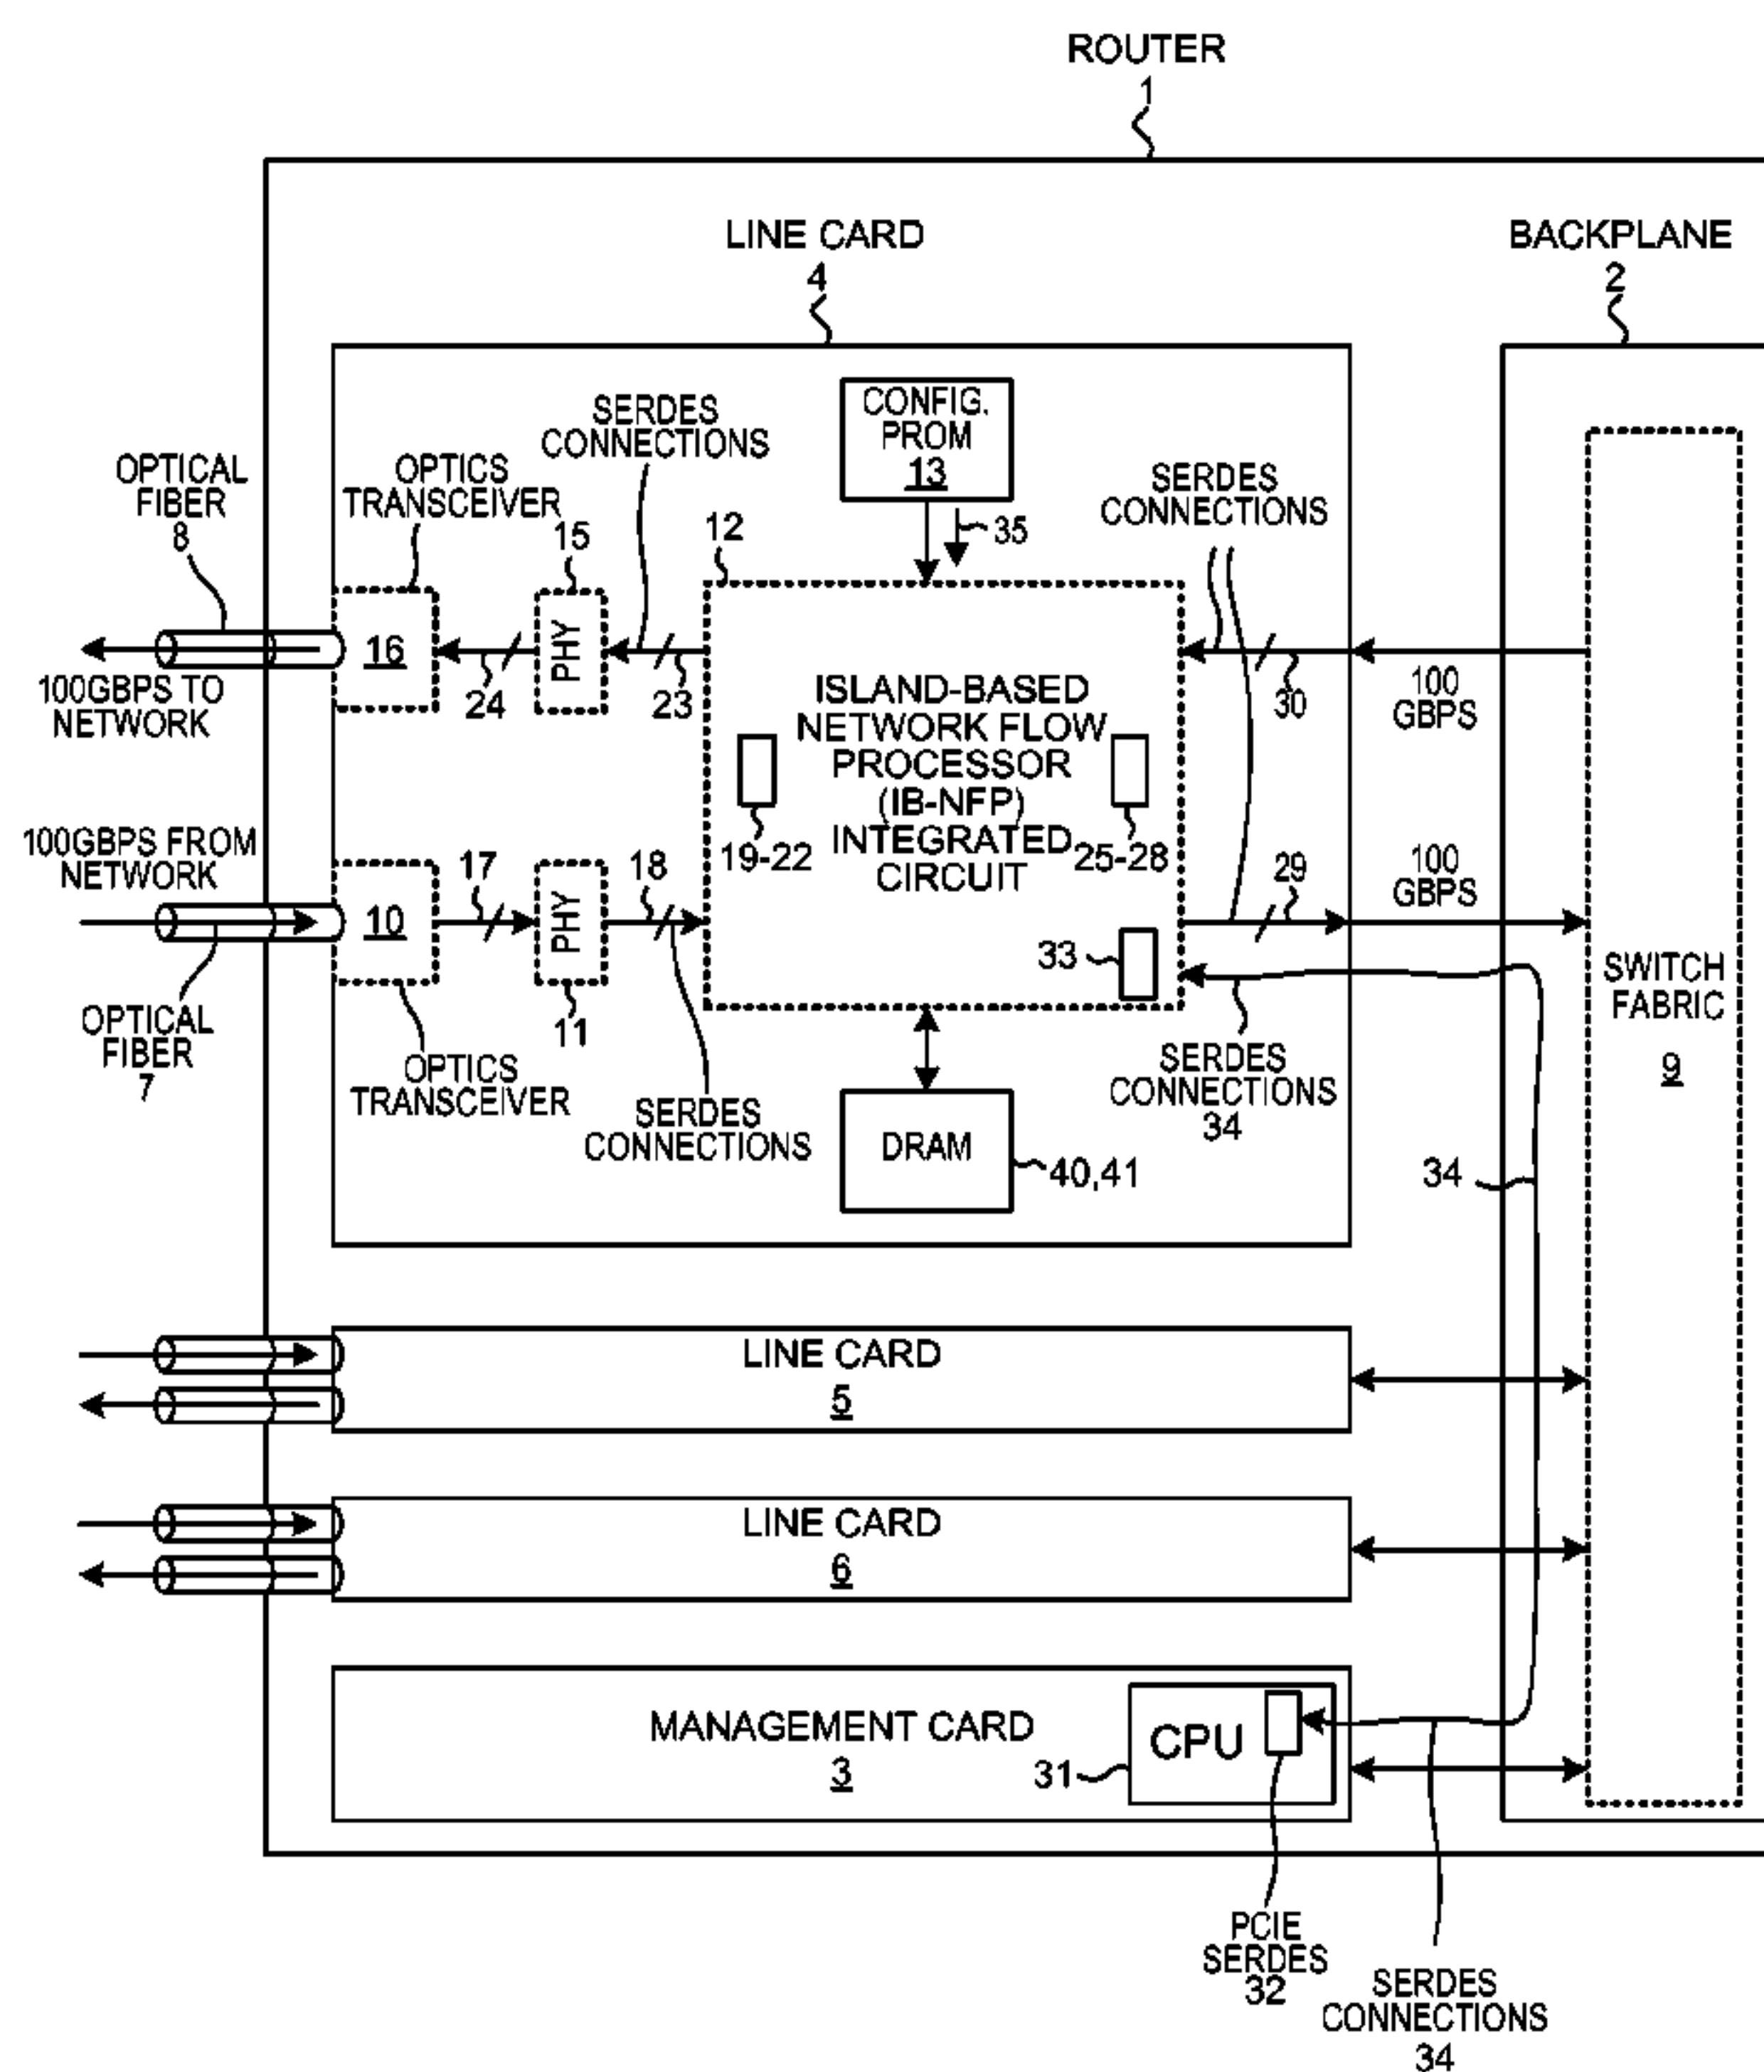 ROUTER
1
LINE CARD
4
BACKPLANE
2
CONFIG.
PROM
13
SERDES
CONNECTIONS
OPTICAL
FIBER
8
OPTICS
TRANSCEIVER
15
12
35
SERDES
CONNECTIONS
16
PHY
24
23
30
100GBPS TO
NETWORK
100
GBPS
ISLAND-BASED
NETWORK FLOW
PROCESSOR
(IB-NFP)
INTEGRATED
CIRCUIT
19-22
25-28
100GBPS FROM
NETWORK
17
18
29
100
GBPS
10
PHY
33
SWITCH
FABRIC
9
OPTICAL
FIBER
7
11
OPTICS
TRANSCEIVER
SERDES
CONNECTIONS
SERDES
CONNECTIONS
34
DRAM
40,41
34
LINE CARD
5
LINE CARD
6
MANAGEMENT CARD
3
31
CPU
PCIE
SERDES
32
SERDES
CONNECTIONS
34